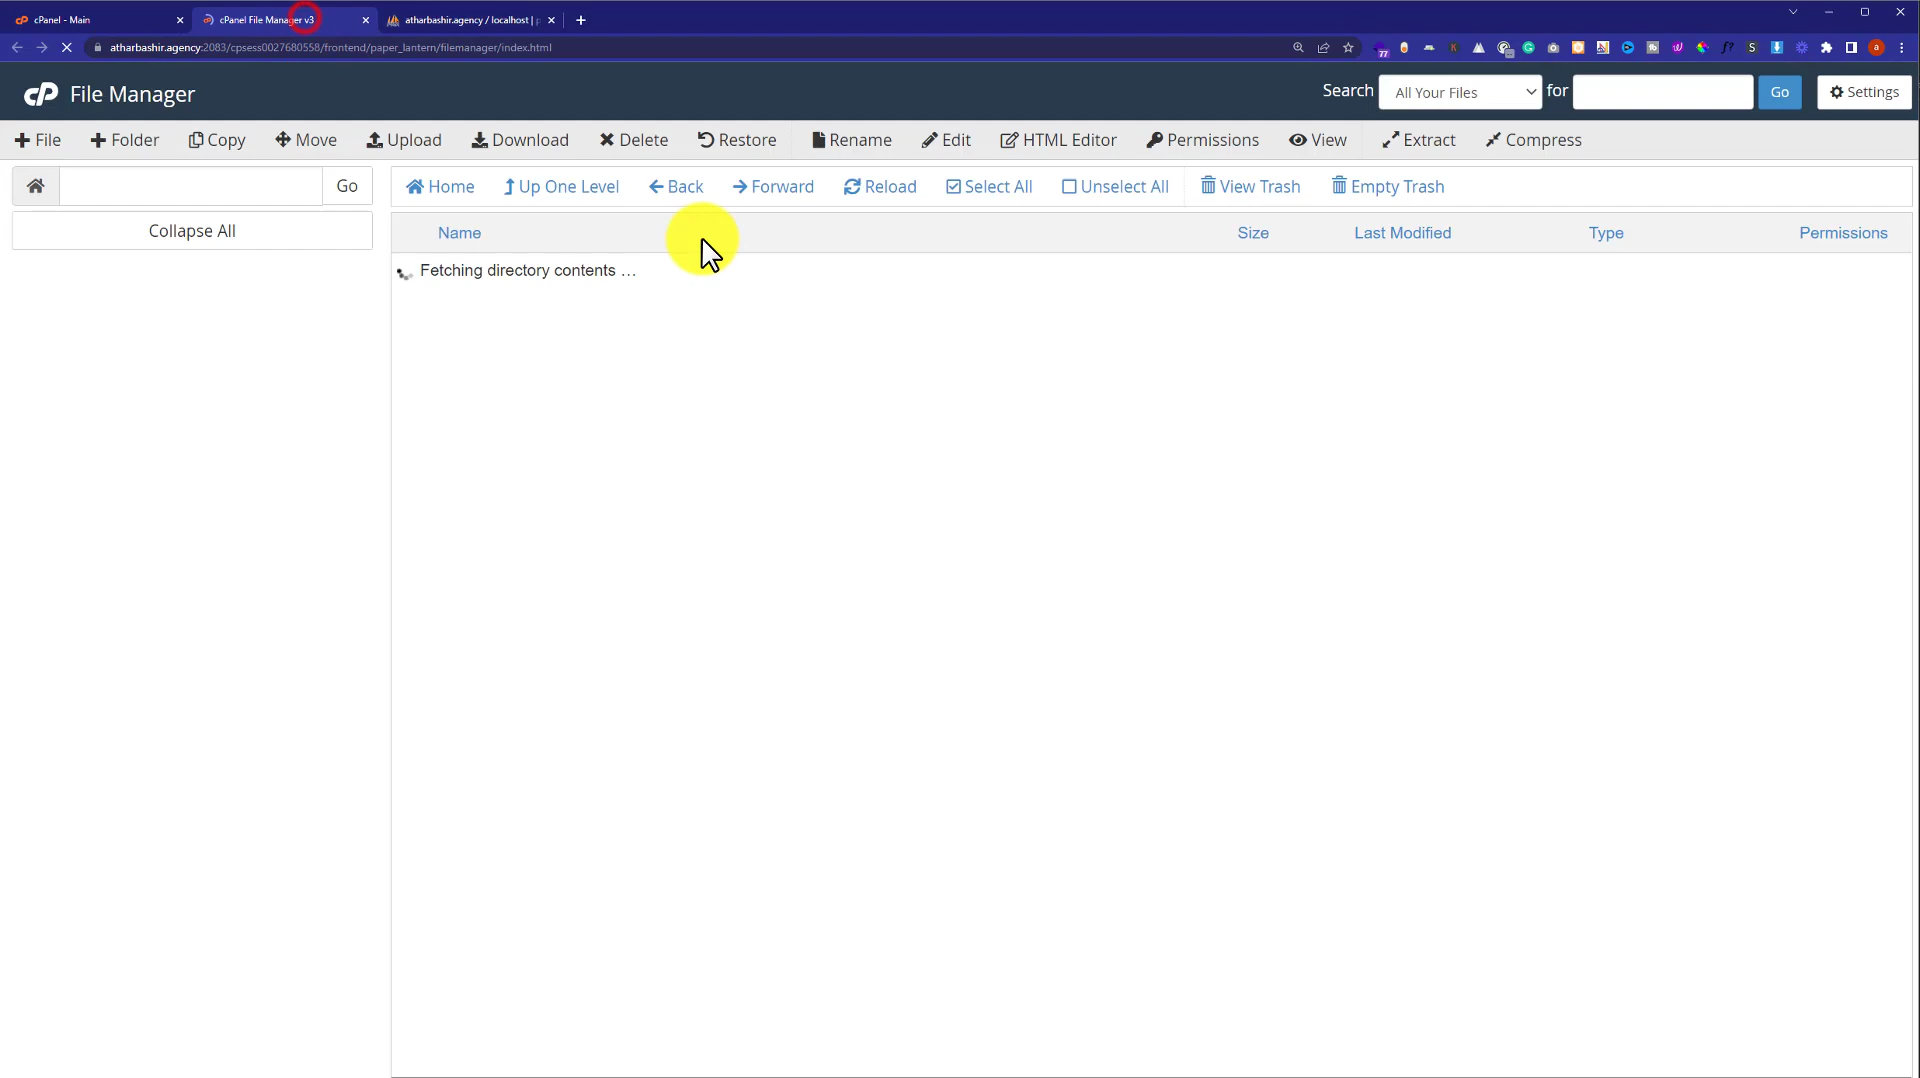 cPanel - Main
cPanel File Manager v3
atharbashir.agency / localhost | p
atharbashir.agency:2083/cpsess0027680558/frontend/paper_lantern/filemanager/index.html
77
cP File Manager
Search All Your Files for Go Settings
File Folder Copy Move Upload Download Delete Restore Rename Edit HTML Editor Permissions View Extract Compress
Go
Collapse All
Home Up One Level Back Forward Reload Select All Unselect All View Trash Empty Trash
Name Size Last Modified Type Permissions
Fetching directory contents …